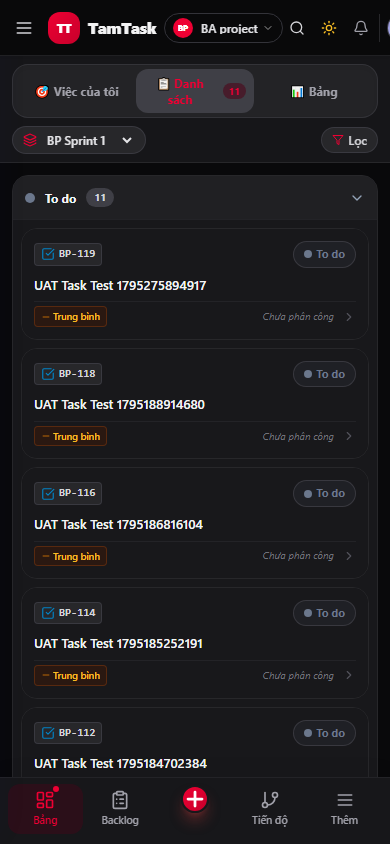 TT
TamTask
BP
BA project
Việc của tôi
Danh sách
11
Bảng
BP Sprint 1
Lọc
To do
11
BP-119
To do
UAT Task Test 1795275894917
Trung bình
Chưa phân công
BP-118
To do
UAT Task Test 1795188914680
Trung bình
Chưa phân công
BP-116
To do
UAT Task Test 1795186816104
Trung bình
Chưa phân công
BP-114
To do
UAT Task Test 1795185252191
Trung bình
Chưa phân công
BP-112
To do
UAT Task Test 1795184702384
Bảng
Backlog
Tiến độ
Thêm